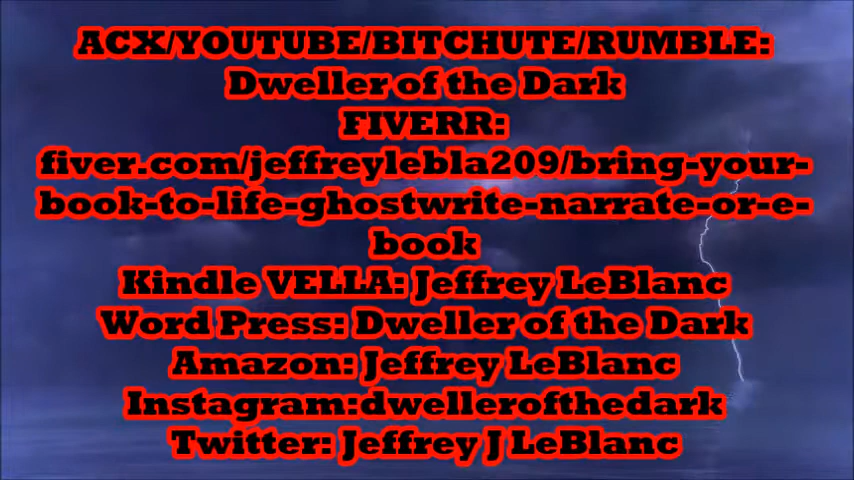 ACX/YOUTUBE/BITCHUTE/RUMBLE:
Dweller of the Dark
FIVERR:
fiver.com/jeffreylebla209/bring-your-
book-to-life-ghostwrite-narrate-or-e-
book
Kindle VELLA: Jeffrey LeBlanc
Word Press: Dweller of the Dark
Amazon: Jeffrey LeBlanc
Instagram:dwellerofthedark
Twitter: Jeffrey J LeBlanc